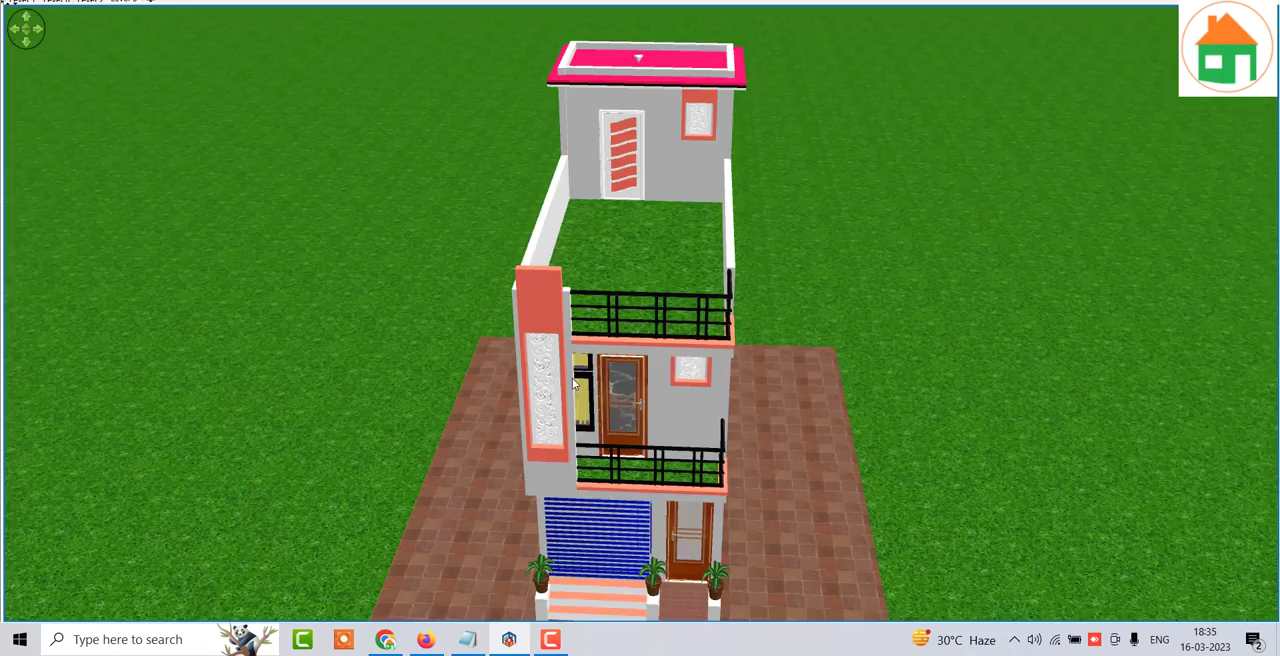 Type here to search
30°C Haze
ENG
18:35
16-03-2023
2